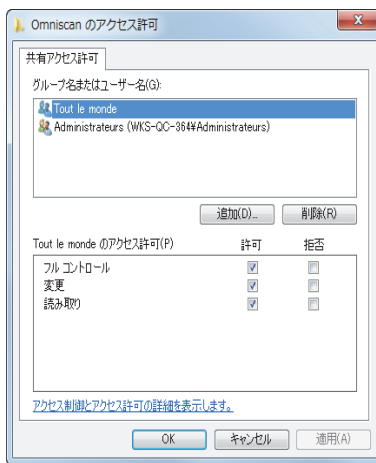 Omniscan のアクセス許可
共有アクセス許可
グループ名またはユーザー名(G):
Tout le monde
Administrateurs (WKS-QC-364¥Administrateurs)
追加(D)... 削除(R)
Tout le monde のアクセス許可(P) 許可 拒否
フル コントロール
変更
読み取り
アクセス制御とアクセス許可の詳細を表示します。
OK キャンセル 適用(A)